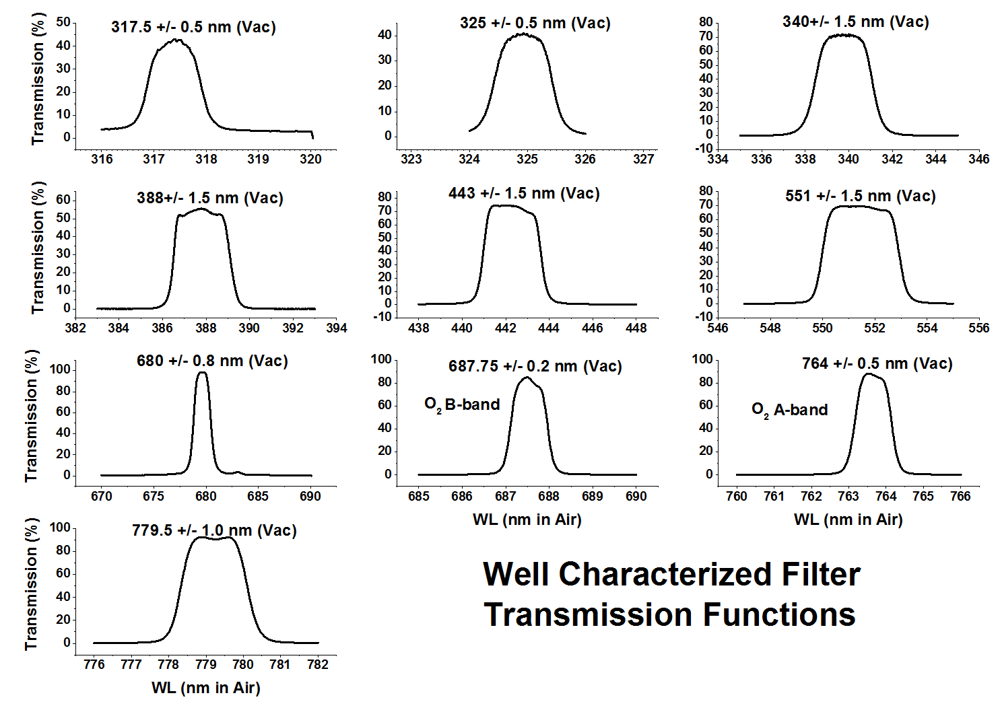 317.5 +/- 0.5 nm (Vac)
Transmission (%)
50
40
30
20
10
0
316 317 318 319 320
325 +/- 0.5 nm (Vac)
40
30
20
10
0
323 324 325 326 327
340+/- 1.5 nm (Vac)
80
70
60
50
40
30
20
10
0
-10
334 336 338 340 342 344 346
388+/- 1.5 nm (Vac)
Transmission (%)
60
50
40
30
20
10
0
382 384 386 388 390 392 394
443 +/- 1.5 nm (Vac)
80
70
60
50
40
30
20
10
0
-10
438 440 442 444 446 448
551 +/- 1.5 nm (Vac)
80
70
60
50
40
30
20
10
0
-10
546 548 550 552 554 556
680 +/- 0.8 nm (Vac)
Transmission (%)
100
80
60
40
20
0
670 675 680 685 690
687.75 +/- 0.2 nm (Vac)
O2 B-band
100
80
60
40
20
0
685 686 687 688 689 690
WL (nm in Air)
764 +/- 0.5 nm (Vac)
O2 A-band
100
80
60
40
20
0
760 761 762 763 764 765 766
WL (nm in Air)
779.5 +/- 1.0 nm (Vac)
Transmission (%)
100
80
60
40
20
0
776 777 778 779 780 781 782
WL (nm in Air)
Well Characterized Filter
Transmission Functions